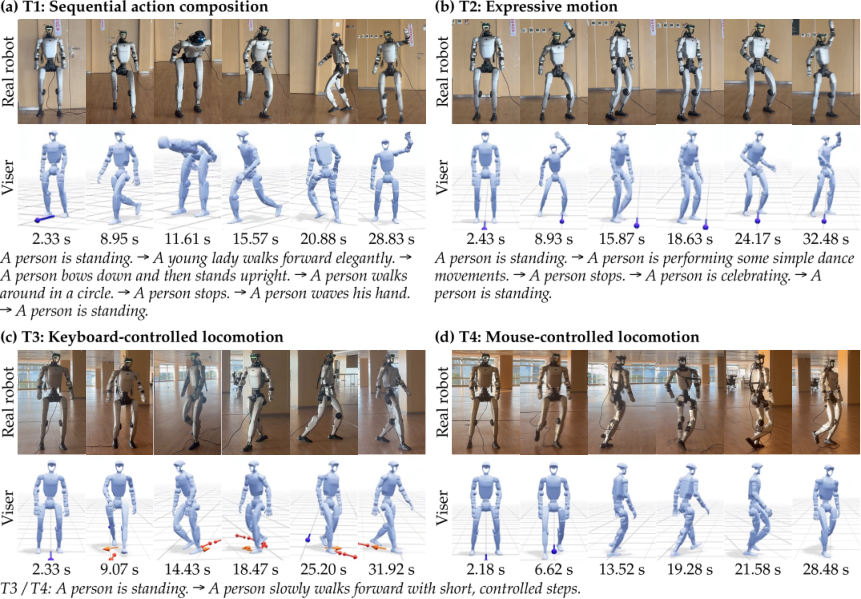 (a) T1: Sequential action composition
Real robot
Viser
2.33 s 8.95 s 11.61 s 15.57 s 20.88 s 28.83 s
A person is standing. → A young lady walks forward elegantly. →
A person bows down and then stands upright. → A person walks
around in a circle. → A person stops. → A person waves his hand.
→ A person is standing.
(b) T2: Expressive motion
Real robot
Viser
2.43 s 8.93 s 15.87 s 18.63 s 24.17 s 32.48 s
A person is standing. → A person is performing some simple dance
movements. → A person stops. → A person is celebrating. → A
person is standing.
(c) T3: Keyboard-controlled locomotion
Real robot
Viser
2.33 s 9.07 s 14.43 s 18.47 s 25.20 s 31.92 s
(d) T4: Mouse-controlled locomotion
Real robot
Viser
2.18 s 6.62 s 13.52 s 19.28 s 21.58 s 28.48 s
T3 / T4: A person is standing. → A person slowly walks forward with short, controlled steps.